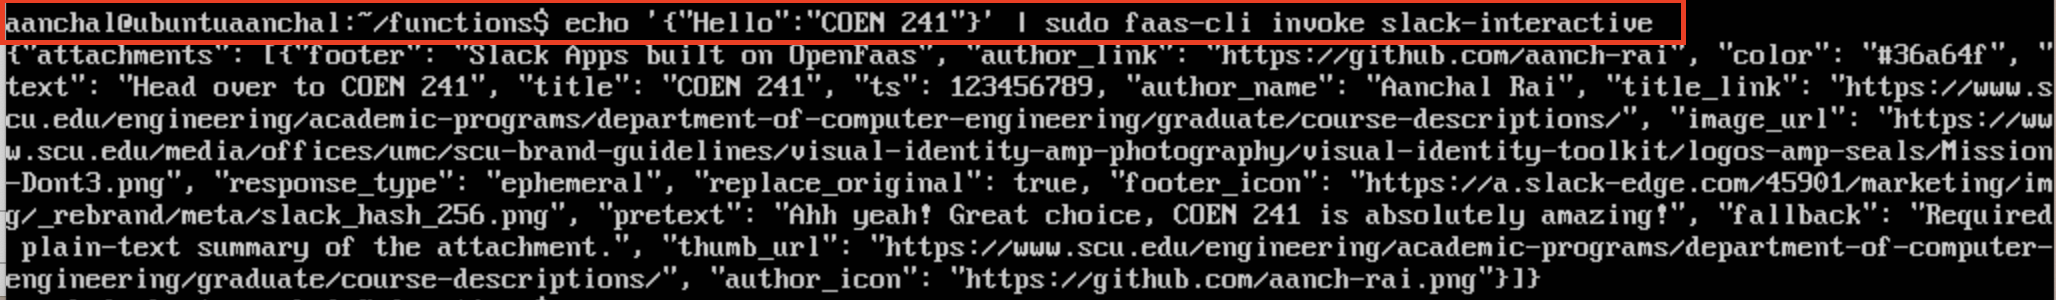 aanchal@ubuntuaanchal:~/functions$ echo '{"Hello":"COEN 241"}' | sudo faas-cli invoke slack-interactive
{"attachments": [{"footer": "Slack Apps built on OpenFaas", "author_link": "https://github.com/aanch-rai", "color": "#36a64f", "
text": "Head over to COEN 241", "title": "COEN 241", "ts": 123456789, "author_name": "Aanchal Rai", "title_link": "https://www.s
cu.edu/engineering/academic-programs/department-of-computer-engineering/graduate/course-descriptions/", "image_url": "https://ww
w.scu.edu/media/offices/umc/scu-brand-guidelines/visual-identity-amp-photography/visual-identity-toolkit/logos-amp-seals/Mission
-Dont3.png", "response_type": "ephemeral", "replace_original": true, "footer_icon": "https://a.slack-edge.com/45901/marketing/im
g/_rebrand/meta/slack_hash_256.png", "pretext": "Ahh yeah! Great choice, COEN 241 is absolutely amazing!", "fallback": "Required
 plain-text summary of the attachment.", "thumb_url": "https://www.scu.edu/engineering/academic-programs/department-of-computer-
engineering/graduate/course-descriptions/", "author_icon": "https://github.com/aanch-rai.png"}]}